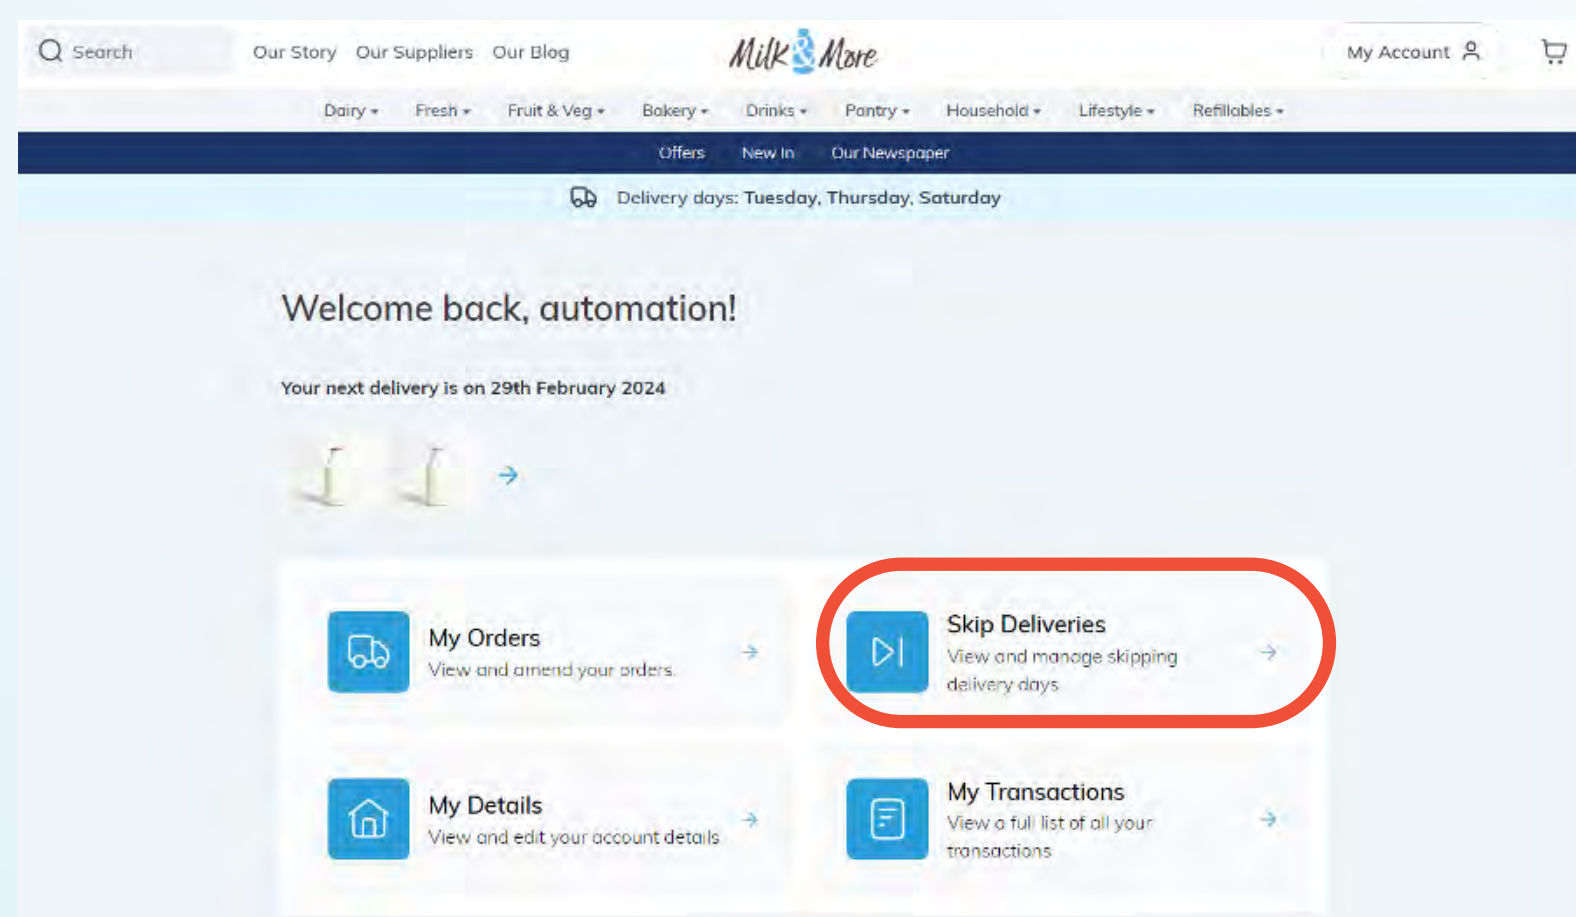 Search
Our Story Our Suppliers Our Blog
Milk & More
My Account
Dairy Fresh Fruit & Veg Bakery Drinks Pantry Household Lifestyle Refillables
Offers New In Our Newspaper
Delivery days: Tuesday, Thursday, Saturday
Welcome back, automation!
Your next delivery is on 29th February 2024
My Orders
View and amend your orders.
Skip Deliveries
View and manage skipping
delivery days
My Details
View and edit your account details
My Transactions
View a full list of all your
transactions